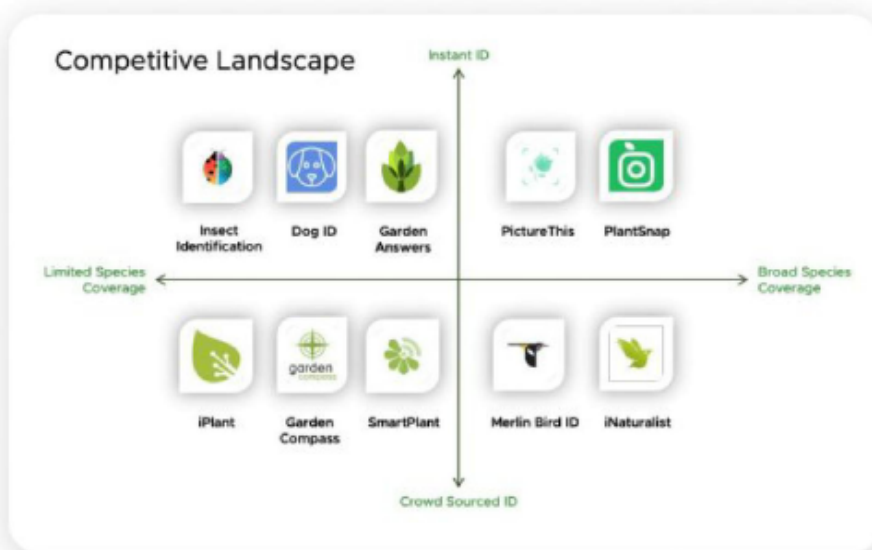 Competitive Landscape
Instant ID
Insect
Identification
Dog ID
Garden
Answers
PictureThis
PlantSnap
Limited Species
Coverage
Broad Species
Coverage
garden
compass
iPlant
Garden
Compass
SmartPlant
Merlin Bird ID
iNaturalist
Crowd Sourced ID